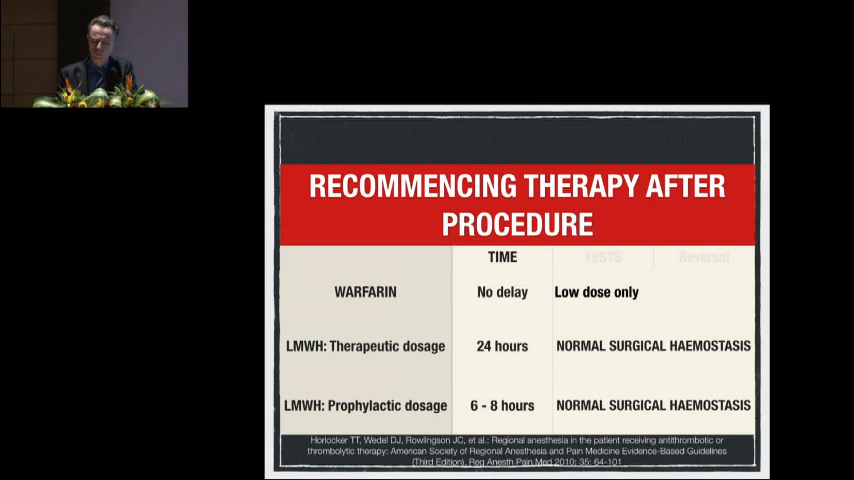 RECOMMENCING THERAPY AFTER
PROCEDURE
TIME TESTS Reversal
WARFARIN No delay Low dose only
LMWH: Therapeutic dosage 24 hours NORMAL SURGICAL HAEMOSTASIS
LMWH: Prophylactic dosage 6 - 8 hours NORMAL SURGICAL HAEMOSTASIS
Horlocker TT, Wedel DJ, Rowlingson JC, et al.: Regional anesthesia in the patient receiving antithrombotic or
thrombolytic therapy: American Society of Regional Anesthesia and Pain Medicine Evidence-Based Guidelines
(Third Edition). Reg Anesth Pain Med 2010; 35: 64-101